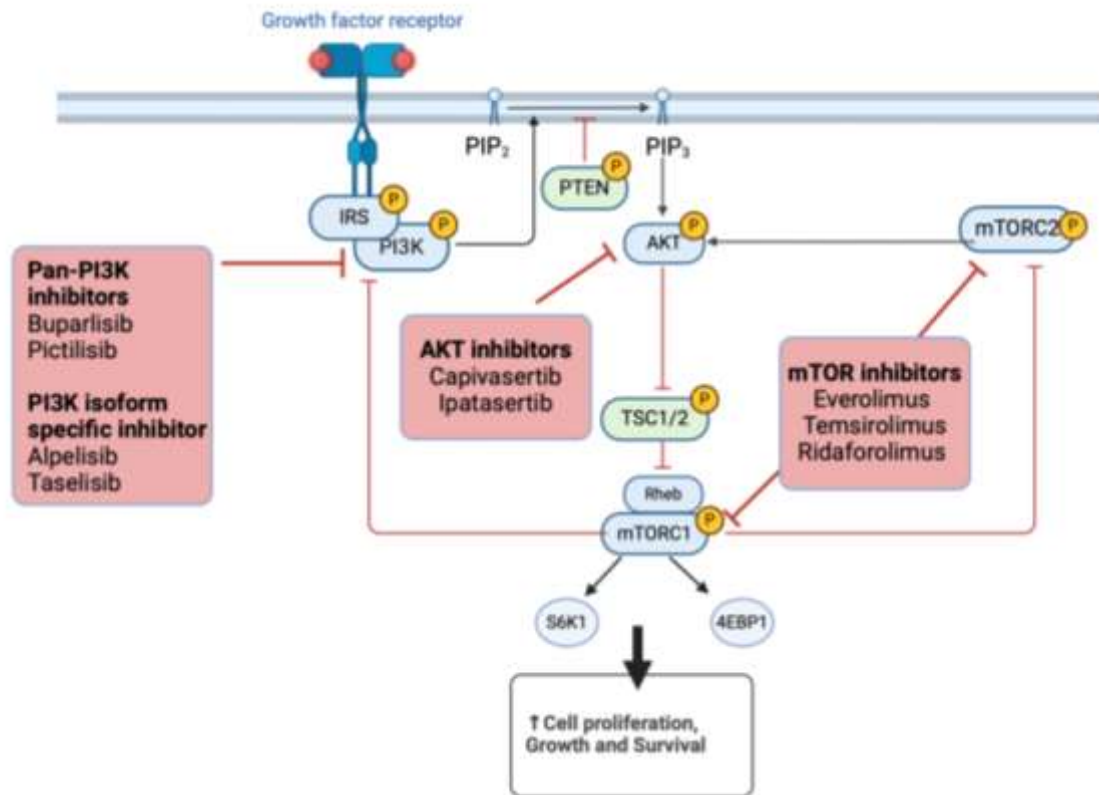 Growth factor receptor
PIP₂
PIP₃
PTEN
P
IRS
P
PI3K
P
AKT
P
mTORC2
P
Pan-PI3K
inhibitors
Buparlisib
Pictilisib
PI3K isoform
specific inhibitor
Alpelisib
Taselisib
AKT inhibitors
Capivasertib
Ipatasertib
mTOR inhibitors
Everolimus
Temsirolimus
Ridaforolimus
TSC1/2
P
Rheb
mTORC1
P
S6K1
4EBP1
↑ Cell proliferation,
Growth and Survival